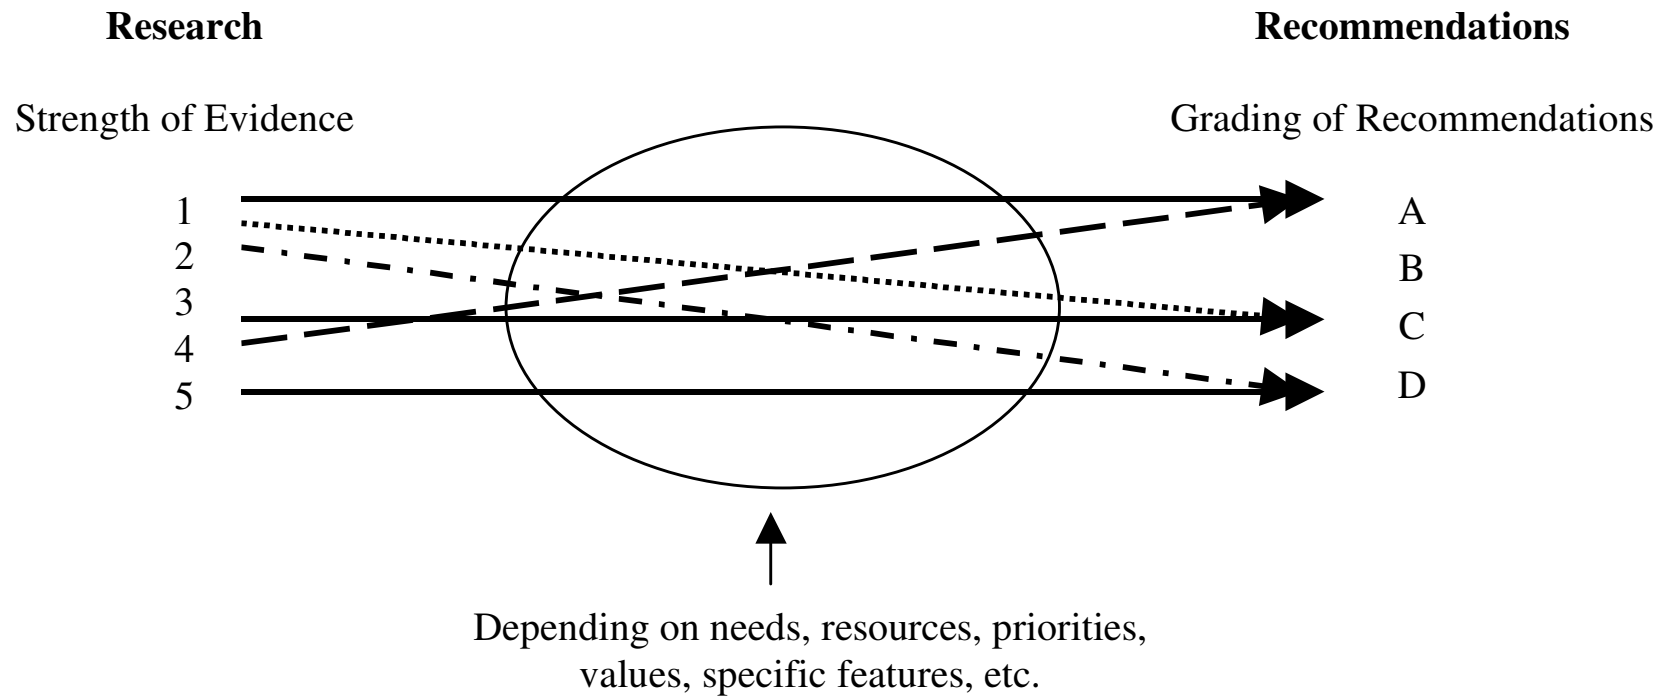 Research
Recommendations
Strength of Evidence
Grading of Recommendations
1
2
3
4
5
A
B
C
D
Depending on needs, resources, priorities,
values, specific features, etc.